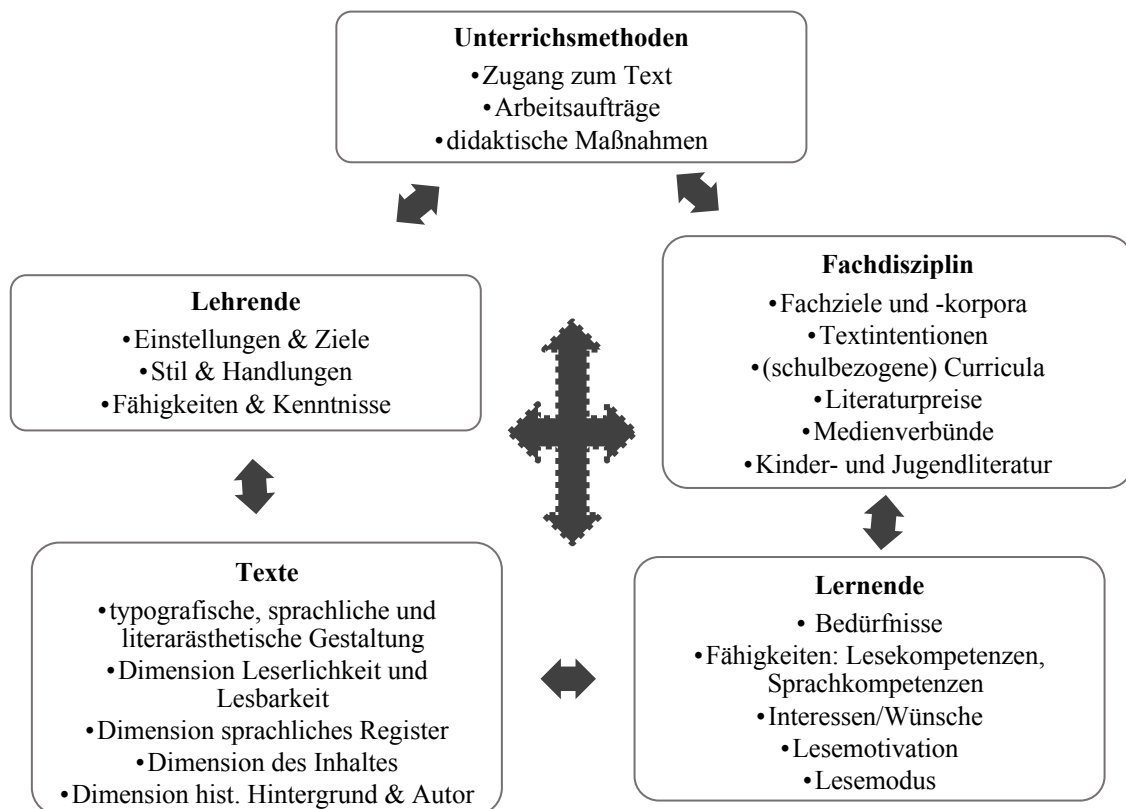 Unterrichsmethoden
•Zugang zum Text
•Arbeitsaufträge
•didaktische Maßnahmen
Lehrende
•Einstellungen & Ziele
•Stil & Handlungen
•Fähigkeiten & Kenntnisse
Fachdisziplin
•Fachziele und -korpora
•Textintentionen
•(schulbezogene) Curricula
•Literaturpreise
•Medienverbünde
•Kinder- und Jugendliteratur
Texte
•typografische, sprachliche und
literarästhetische Gestaltung
•Dimension Leserlichkeit und
Lesbarkeit
•Dimension sprachliches Register
•Dimension des Inhaltes
•Dimension hist. Hintergrund & Autor
Lernende
• Bedürfnisse
•Fähigkeiten: Lesekompetenzen,
Sprachkompetenzen
•Interessen/Wünsche
•Lesemotivation
•Lesemodus